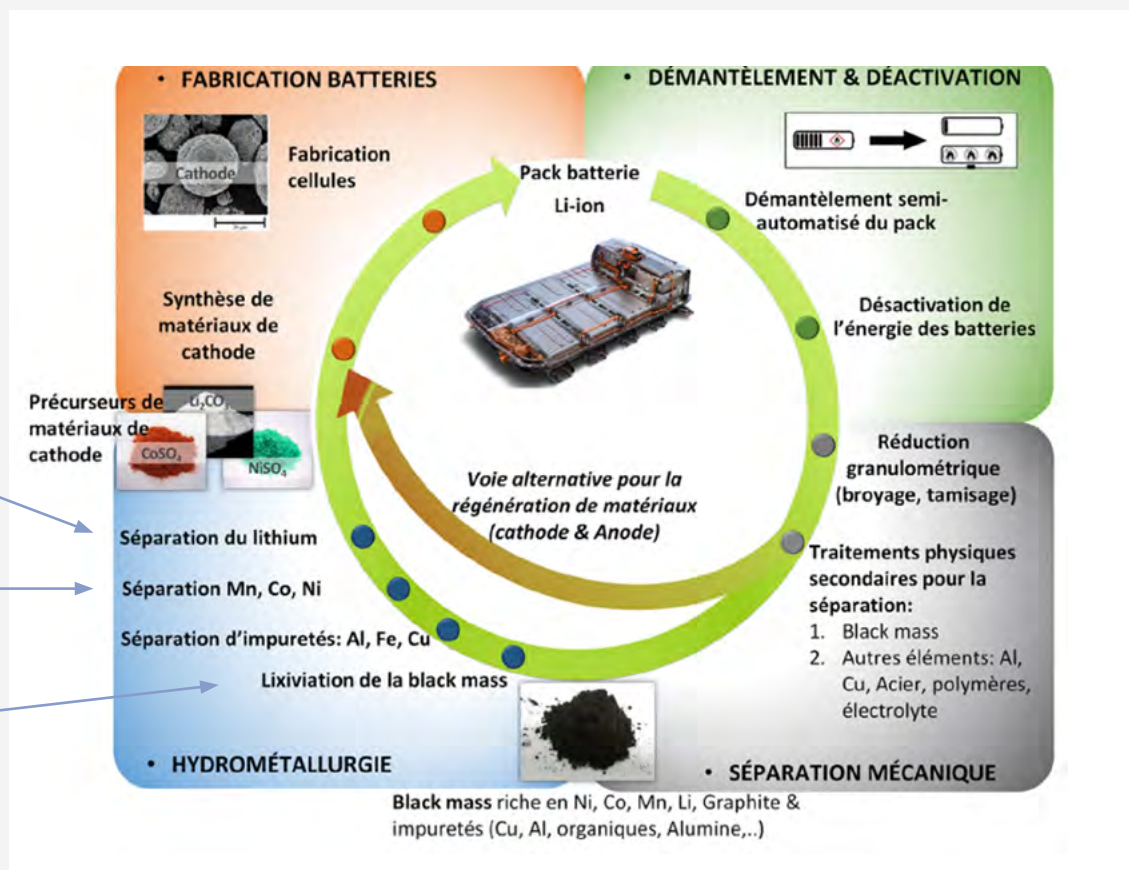 • FABRICATION BATTERIES
Cathode
Fabrication
cellules
Synthèse de
matériaux de
cathode
Précurseurs de
matériaux de
cathode
Li₂CO₃
CoSO₄
NiSO₄
• DÉMANTÈLEMENT & DÉACTIVATION
Pack batterie
Li-ion
Démantèlement semi-
automatisé du pack
Désactivation de
l’énergie des batteries
Réduction
granulométrique
(broyage, tamisage)
Traitements physiques
secondaires pour la
séparation:
1. Black mass
2. Autres éléments: Al,
Cu, Acier, polymères,
électrolyte
• SÉPARATION MÉCANIQUE
Voie alternative pour la
régénération de matériaux
(cathode & Anode)
Séparation du lithium
Séparation Mn, Co, Ni
Séparation d’impuretés: Al, Fe, Cu
Lixiviation de la black mass
• HYDROMÉTALLURGIE
Black mass riche en Ni, Co, Mn, Li, Graphite &
impuretés (Cu, Al, organiques, Alumine,..)